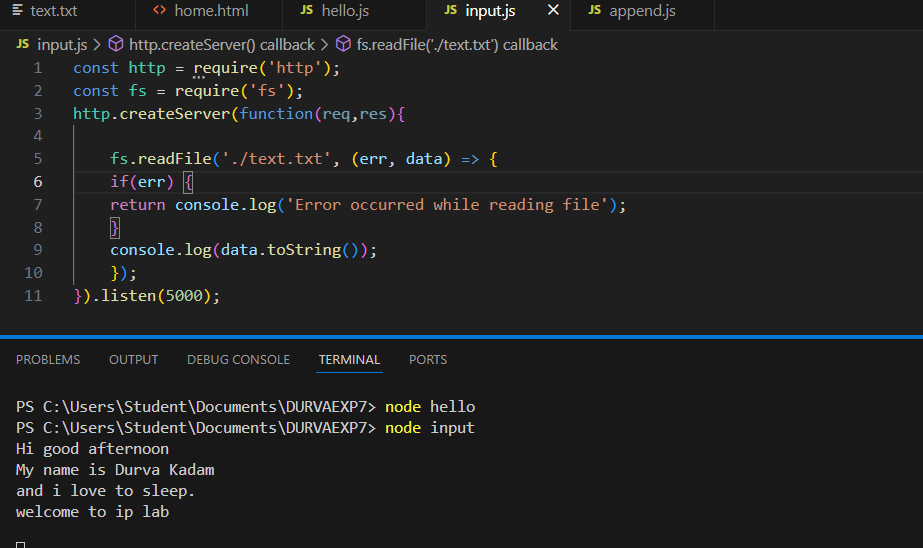 text.txt <> home.html JS hello.js JS input.js × JS append.js
JS input.js > http.createServer() callback > fs.readFile('./text.txt') callback
1 const http = require('http');
2 const fs = require('fs');
3 http.createServer(function(req,res){
4
5 fs.readFile('./text.txt', (err, data) => {
6 if(err) {
7 return console.log('Error occurred while reading file');
8 }
9 console.log(data.toString());
10 });
11 }).listen(5000);
PROBLEMS OUTPUT DEBUG CONSOLE TERMINAL PORTS
PS C:\Users\Student\Documents\DURVAEXP7> node hello
PS C:\Users\Student\Documents\DURVAEXP7> node input
Hi good afternoon
My name is Durva Kadam
and i love to sleep.
welcome to ip lab